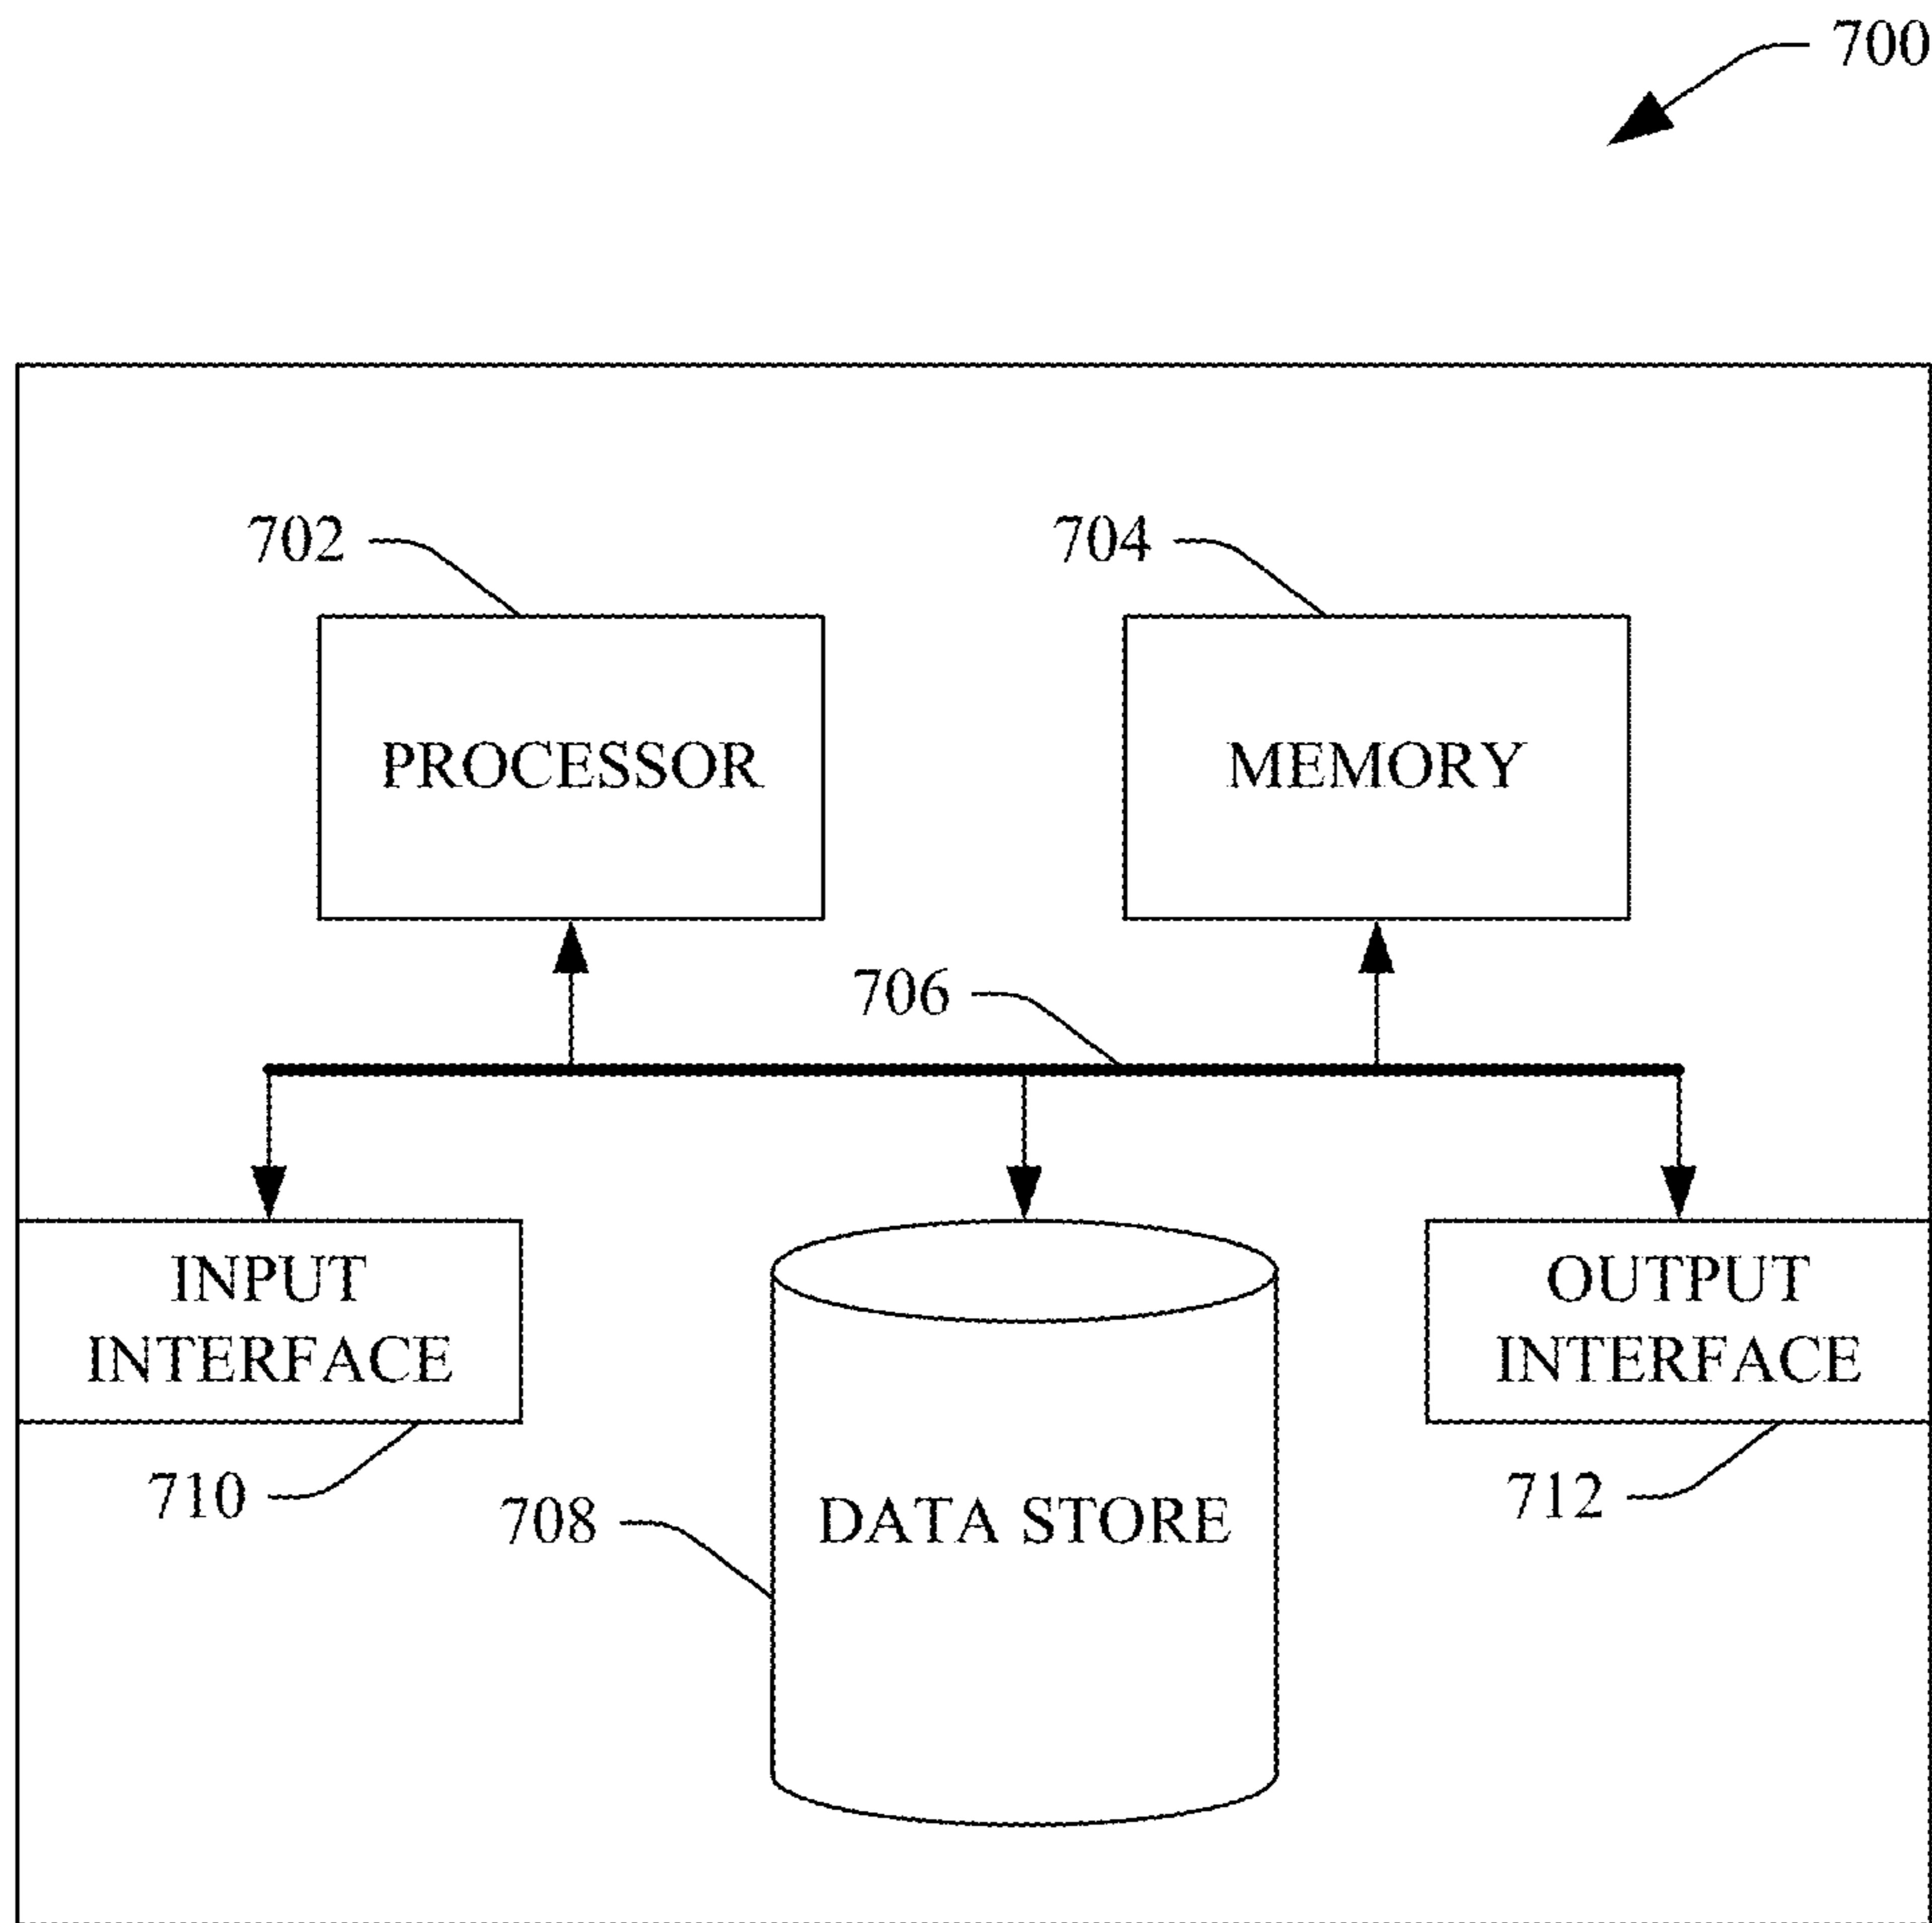 700
702
704
PROCESSOR
MEMORY
706
INPUT
INTERFACE
OUTPUT
INTERFACE
710
708
DATA STORE
712